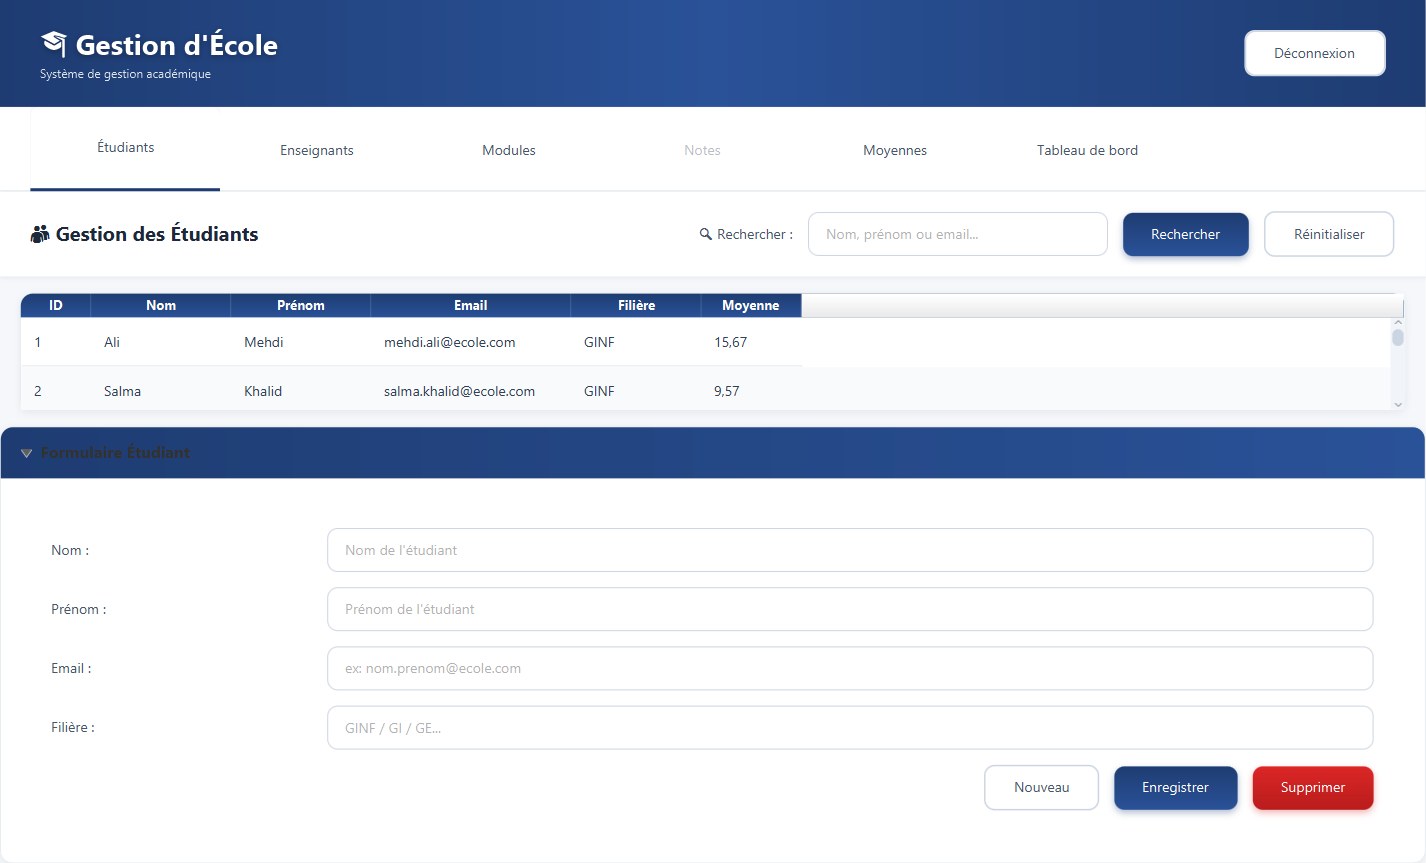 Gestion d'École
Système de gestion académique
Déconnexion
Étudiants Enseignants Modules Notes Moyennes Tableau de bord
Gestion des Étudiants
Rechercher :
Nom, prénom ou email...
Rechercher
Réinitialiser
ID Nom Prénom Email Filière Moyenne
1 Ali Mehdi mehdi.ali@ecole.com GINF 15,67
2 Salma Khalid salma.khalid@ecole.com GINF 9,57
Formulaire Étudiant
Nom : Nom de l'étudiant
Prénom : Prénom de l'étudiant
Email : ex: nom.prenom@ecole.com
Filière : GINF / GI / GE...
Nouveau Enregistrer Supprimer